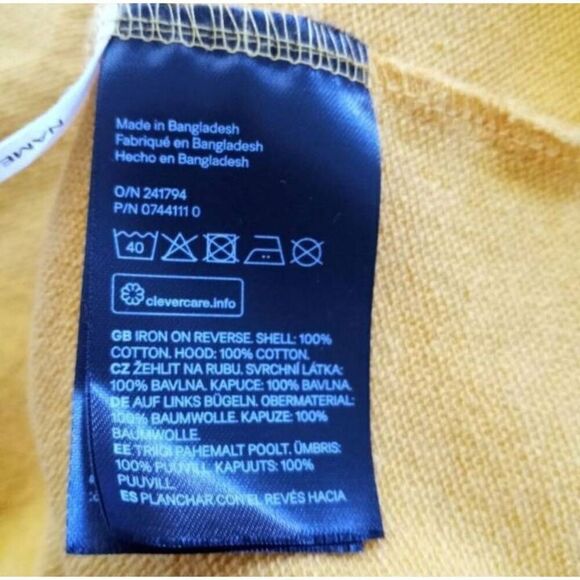 NAME
Made in Bangladesh
Fabriqué en Bangladesh
Hecho en Bangladesh
O/N 241794
P/N 0744111 0
40
clevercare.info
GB IRON ON REVERSE. SHELL: 100%
COTTON. HOOD: 100% COTTON.
CZ ŽEHLIT NA RUBU. SVRCHNÍ LÁTKA:
100% BAVLNA. KAPUCE: 100% BAVLNA.
DE AUF LINKS BÜGELN. OBERMATERIAL:
100% BAUMWOLLE. KAPUZE: 100%
BAUMWOLLE.
EE TRIIGI PAHEMALT POOLT. ÜMBRIS:
100% PUUVILL. KAPUUTS: 100%
PUUVILL.
ES PLANCHAR CON EL REVÉS HACIA